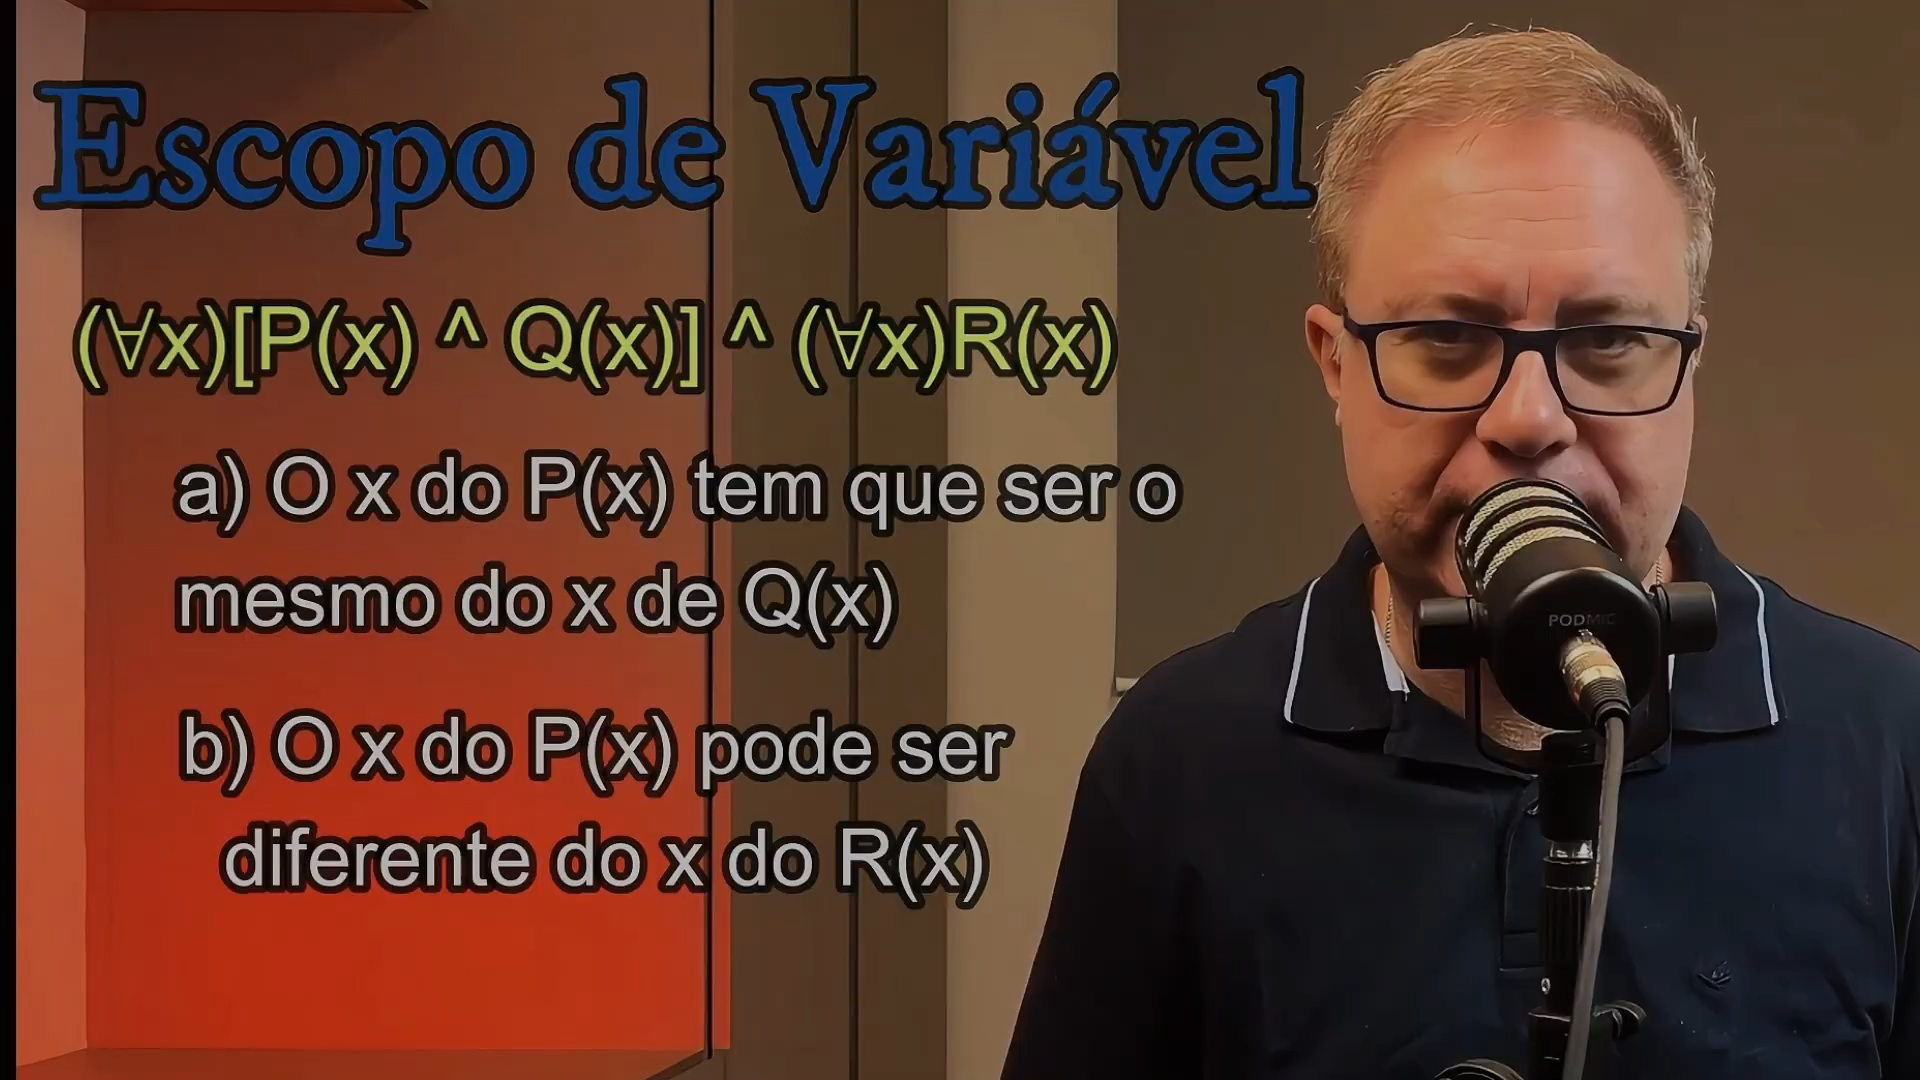 Escopo de Variável
(∀x)[P(x) ^ Q(x)] ^ (∀x)R(x)
a) O x do P(x) tem que ser o
mesmo do x de Q(x)
b) O x do P(x) pode ser
diferente do x do R(x)
PODMIC